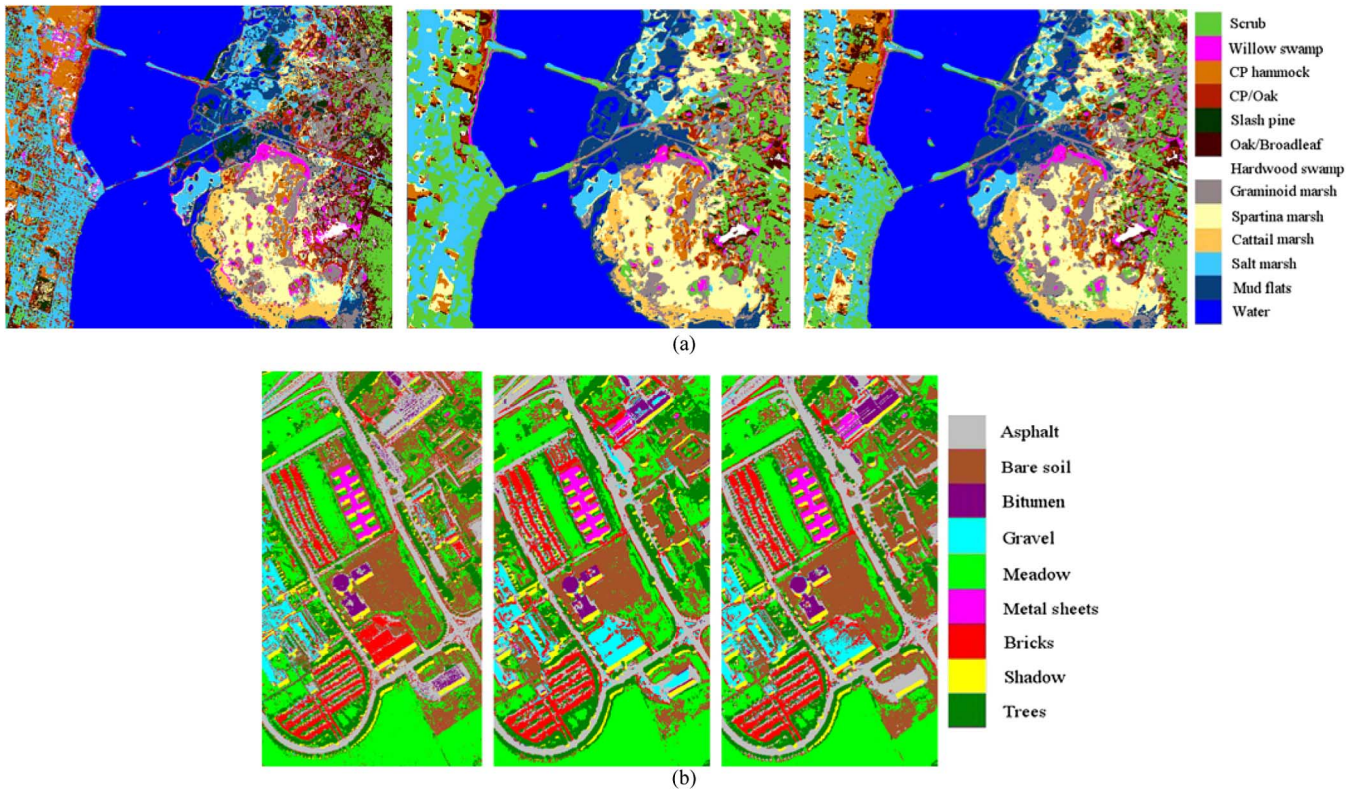 Scrub
Willow swamp
CP hammock
CP/Oak
Slash pine
Oak/Broadleaf
Hardwood swamp
Graminoid marsh
Spartina marsh
Cattail marsh
Salt marsh
Mud flats
Water
(a)
Asphalt
Bare soil
Bitumen
Gravel
Meadow
Metal sheets
Bricks
Shadow
Trees
(b)